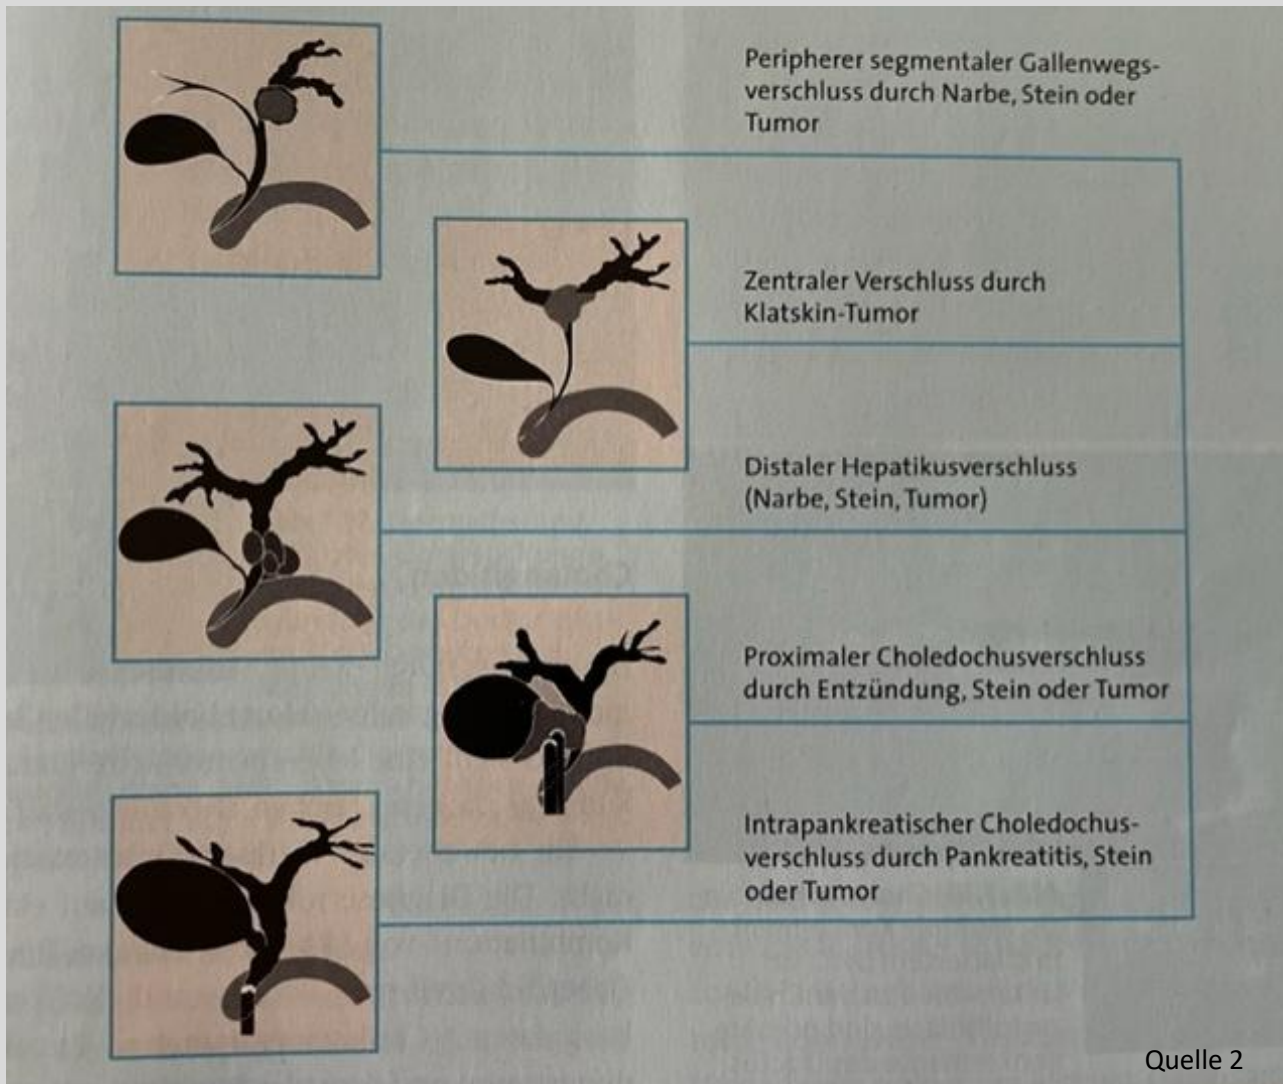 Peripherer segmentaler Gallenwegs-
verschluss durch Narbe, Stein oder
Tumor
Zentraler Verschluss durch
Klatskin-Tumor
Distaler Hepatikusverschluss
(Narbe, Stein, Tumor)
Proximaler Choledochusverschluss
durch Entzündung, Stein oder Tumor
Intrapankreatischer Choledochus-
verschluss durch Pankreatitis, Stein
oder Tumor
Quelle 2